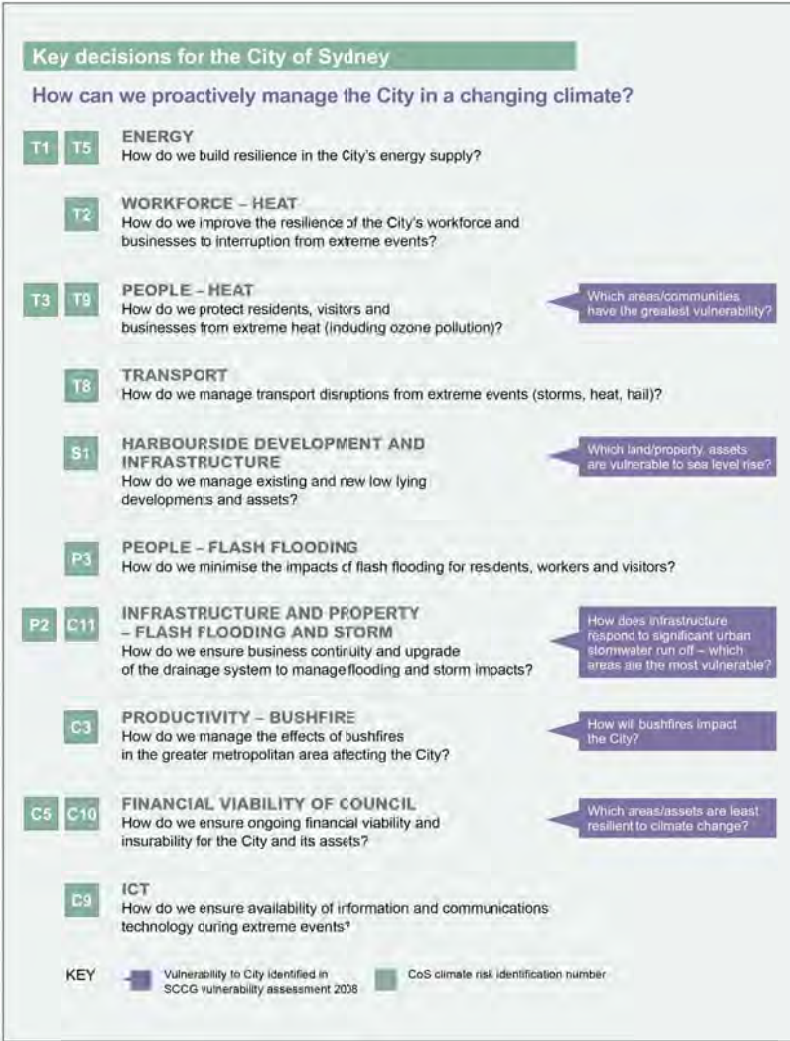 Key decisions for the City of Sydney
How can we proactively manage the City in a changing climate?
T1 T5 ENERGY
How do we build resilience in the City's energy supply?
T2 WORKFORCE – HEAT
How do we improve the resilience of the City's workforce and
businesses to interruption from extreme events?
T3 T9 PEOPLE – HEAT
How do we protect residents, visitors and
businesses from extreme heat (including ozone pollution)?
Which areas/communities
have the greatest vulnerability?
T8 TRANSPORT
How do we manage transport disruptions from extreme events (storms, heat, hail)?
S1 HARBOURSIDE DEVELOPMENT AND
INFRASTRUCTURE
How do we manage existing and new low lying
developments and assets?
Which land/property, assets
are vulnerable to sea level rise?
P3 PEOPLE – FLASH FLOODING
How do we minimise the impacts of flash flooding for residents, workers and visitors?
P2 C11 INFRASTRUCTURE AND PROPERTY
– FLASH FLOODING AND STORM
How do we ensure business continuity and upgrade
of the drainage system to manage flooding and storm impacts?
How does infrastructure
respond to significant urban
stormwater run off – which
areas are the most vulnerable?
C3 PRODUCTIVITY – BUSHFIRE
How do we manage the effects of bushfires
in the greater metropolitan area affecting the City?
How will bushfires impact
the City?
C5 C10 FINANCIAL VIABILITY OF COUNCIL
How do we ensure ongoing financial viability and
insurability for the City and its assets?
Which areas/assets are least
resilient to climate change?
C9 ICT
How do we ensure availability of information and communications
technology during extreme events?
KEY
Vulnerability to City identified in
SCCG vulnerability assessment 2008
CoS climate risk identification number